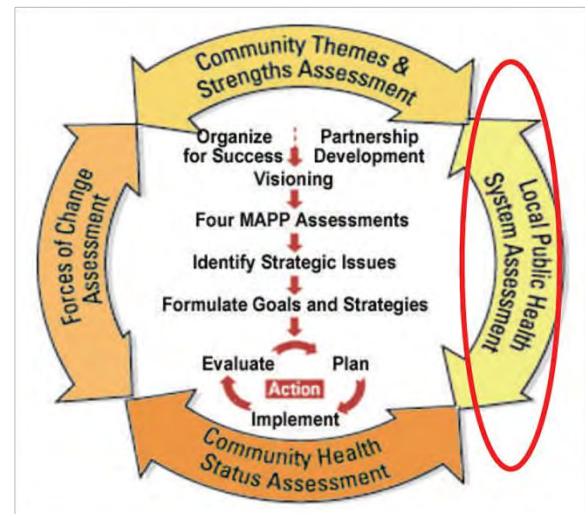 Community Themes &
Strengths Assessment
Organize
for Success
Partnership
Development
Visioning
Four MAPP Assessments
Identify Strategic Issues
Formulate Goals and Strategies
Evaluate
Plan
Action
Implement
Forces of Change
Assessment
Local Public Health
System Assessment
Community Health
Status Assessment